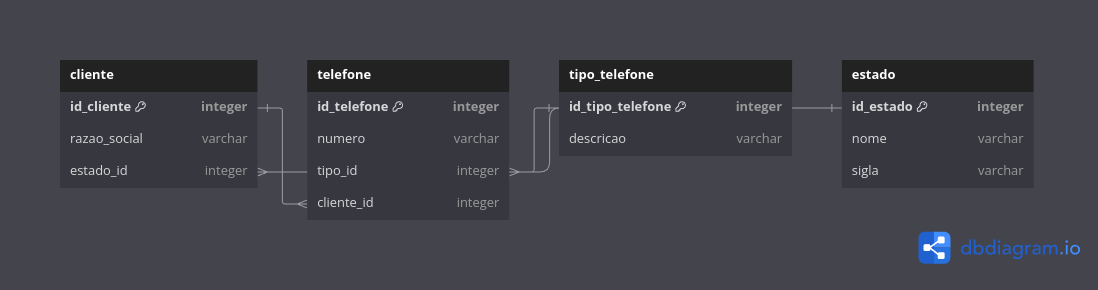 cliente
id_cliente integer
razao_social varchar
estado_id integer
telefone
id_telefone integer
numero varchar
tipo_id integer
cliente_id integer
tipo_telefone
id_tipo_telefone integer
descricao varchar
estado
id_estado integer
nome varchar
sigla varchar
dbdiagram.io